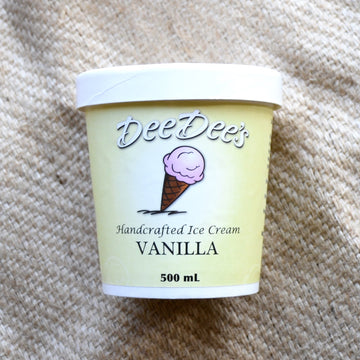 DeeDee's
Handcrafted Ice Cream
VANILLA
500 mL